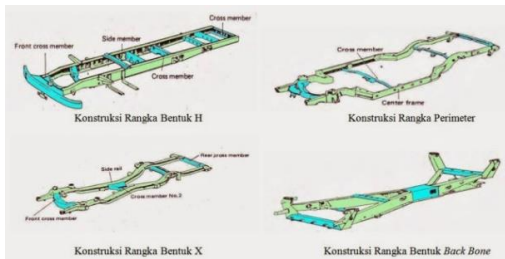 Cross member
Side member
Front cross member
Cross member
Konstruksi Rangka Bentuk H
Cross member
Center frame
Konstruksi Rangka Perimeter
Side rail
Rear cross member
Cross member No.2
Front cross member
Konstruksi Rangka Bentuk X
Konstruksi Rangka Bentuk Back Bone